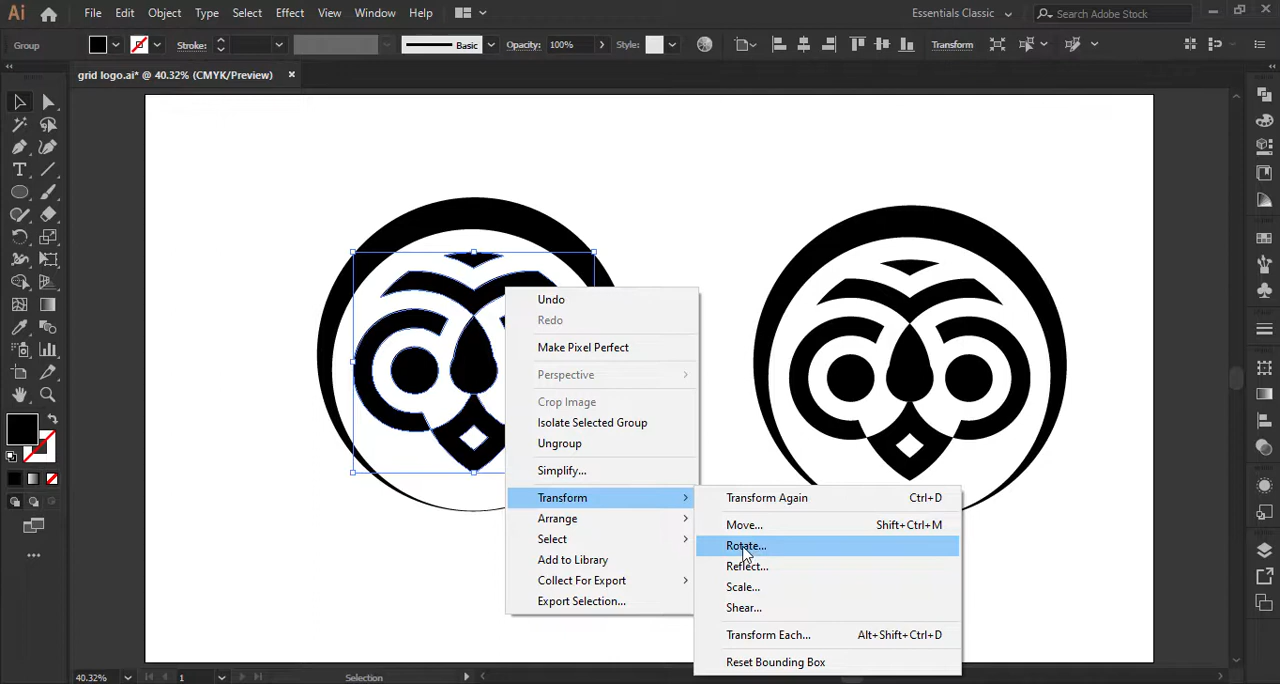 Ai File Edit Object Type Select Effect View Window Help Essentials Classic Search Adobe Stock
Group Stroke: Basic Opacity: 100% Style: Transform
grid logo.ai* @ 40.32% (CMYK/Preview)
Undo
Redo
Make Pixel Perfect
Perspective
Crop Image
Isolate Selected Group
Ungroup
Simplify...
Transform
Arrange
Select
Add to Library
Collect For Export
Export Selection...
Transform Again Ctrl+D
Move... Shift+Ctrl+M
Rotate...
Reflect...
Scale...
Shear...
Transform Each... Alt+Shift+Ctrl+D
Reset Bounding Box
40.32% 1 Selection